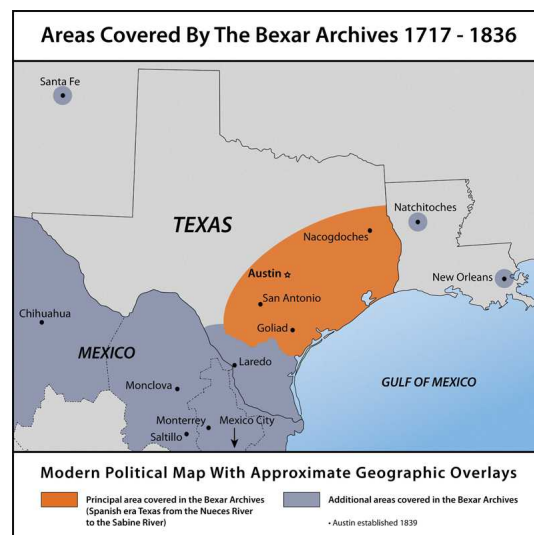 Areas Covered By The Bexar Archives 1717 - 1836
Santa Fe
TEXAS
Natchitoches
Nacogdoches
Austin
New Orleans
San Antonio
Chihuahua
Goliad
MEXICO
Laredo
GULF OF MEXICO
Monclova
Monterrey
Mexico City
Saltillo
Modern Political Map With Approximate Geographic Overlays
Principal area covered in the Bexar Archives
(Spanish era Texas from the Nueces River
to the Sabine River)
Additional areas covered in the Bexar Archives
• Austin established 1839